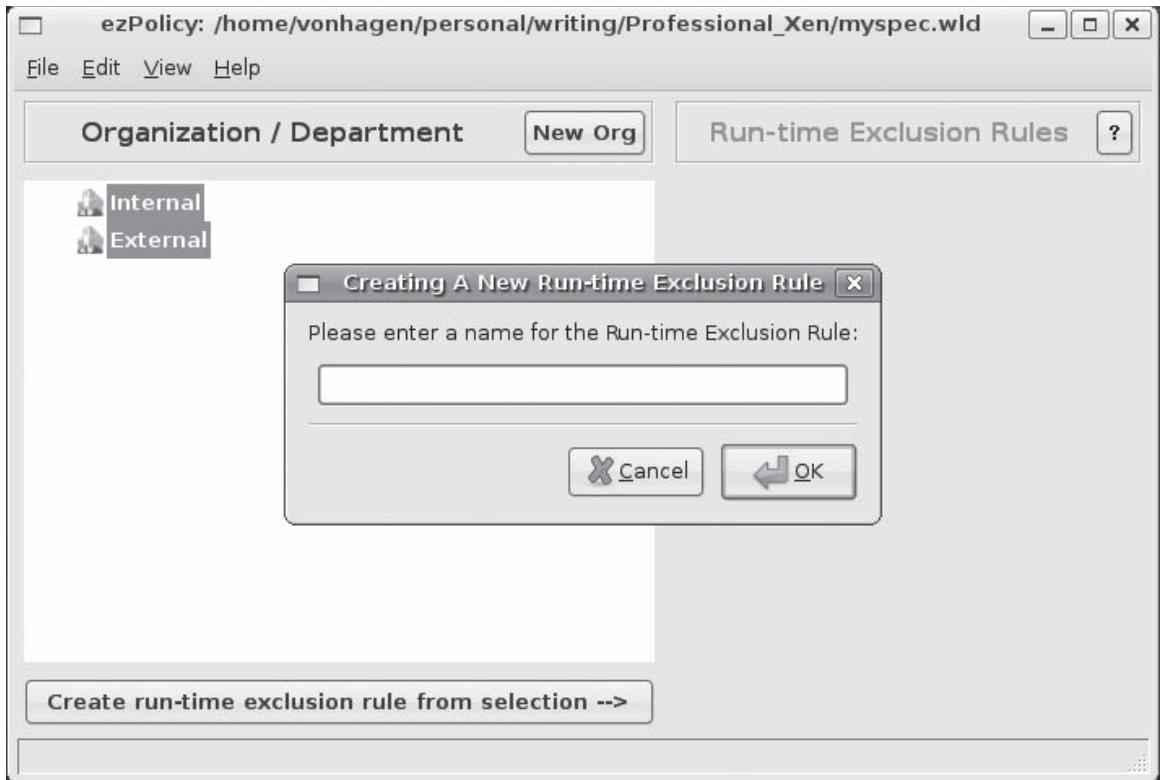 ezPolicy: /home/vonhagen/personal/writing/Professional_Xen/myspec.wld
File Edit View Help
Organization / Department New Org
Run-time Exclusion Rules ?
Internal
External
Creating A New Run-time Exclusion Rule
Please enter a name for the Run-time Exclusion Rule:
Cancel OK
Create run-time exclusion rule from selection -->